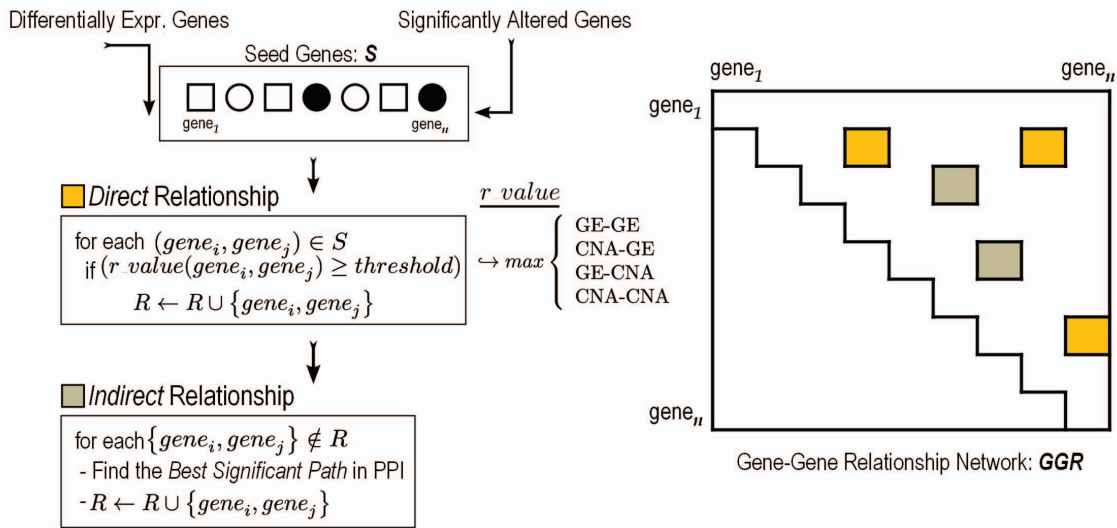 Differentially Expr. Genes
Significantly Altered Genes
Seed Genes: S
gene₁ geneₙ
Direct Relationship
for each (geneᵢ, geneⱼ) ∈ S
if (r_value(geneᵢ, geneⱼ) ≥ threshold)
R ← R ∪ {geneᵢ, geneⱼ}
r_value
↪ max {
GE-GE
CNA-GE
GE-CNA
CNA-CNA
Indirect Relationship
for each {geneᵢ, geneⱼ} ∉ R
- Find the Best Significant Path in PPI
- R ← R ∪ {geneᵢ, geneⱼ}
gene₁ geneₙ
gene₁
geneₙ
Gene-Gene Relationship Network: GGR